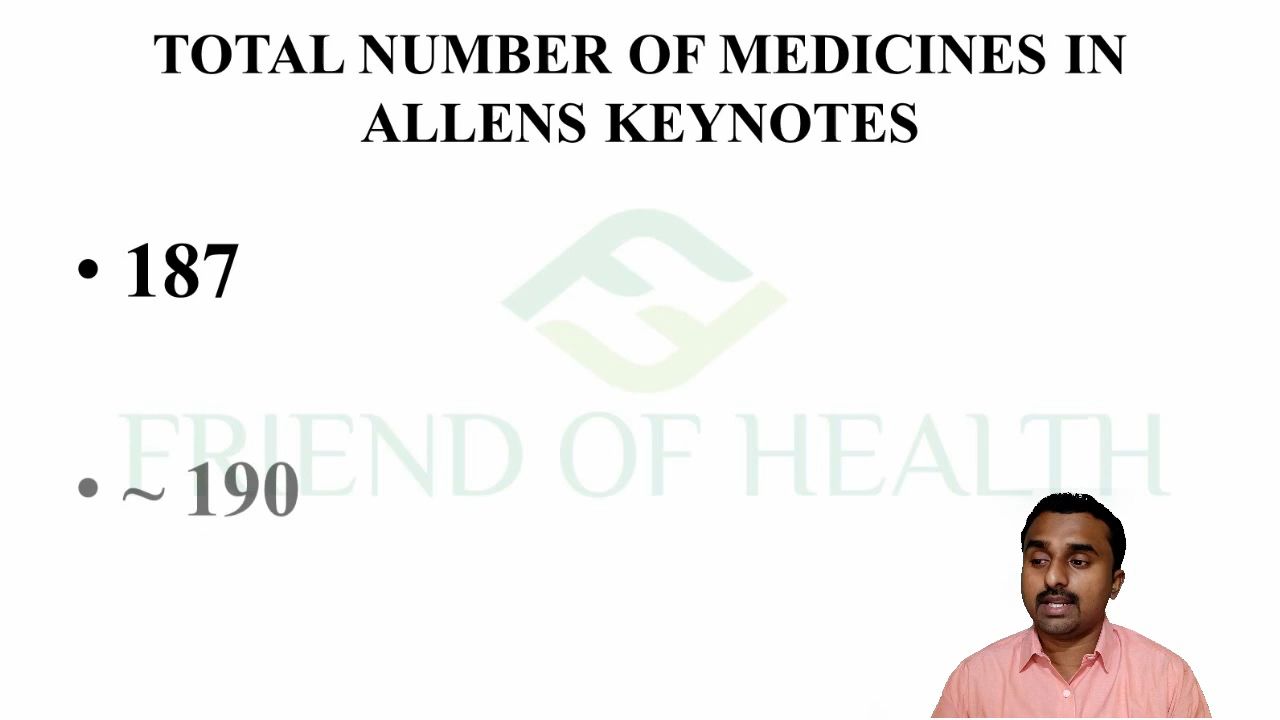 TOTAL NUMBER OF MEDICINES IN
ALLENS KEYNOTES
• 187
FRIEND OF HEALTH
• ~ 190